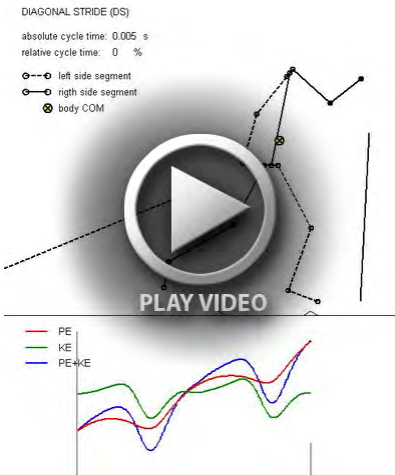 DIAGONAL STRIDE (DS)
absolute cycle time: 0.005 s
relative cycle time: 0 %
left side segment
rigth side segment
body COM
PLAY VIDEO
PE
KE
PE+KE